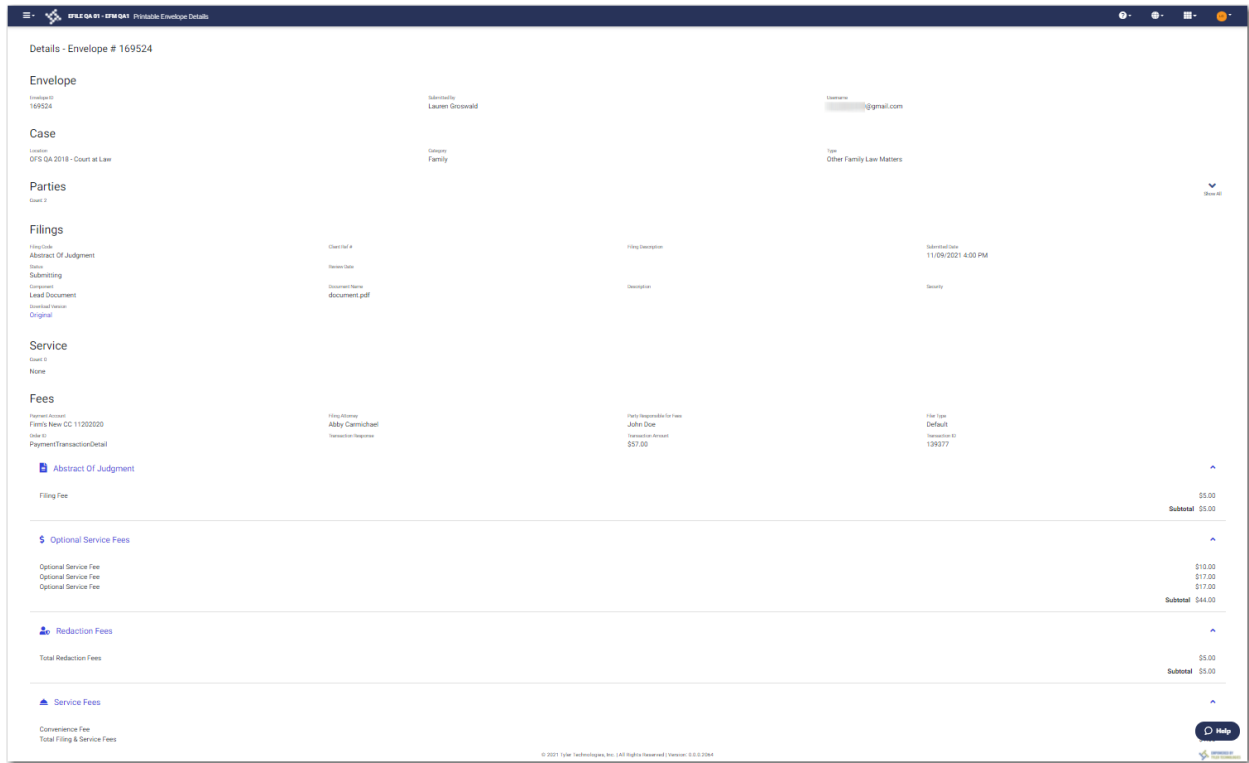 EFILE QA 01 - EFM QA1 Printable Envelope Details
Details - Envelope # 169524
Envelope
Envelope ID Submitted By Username
169524 Lauren Groswald @gmail.com
Case
Location Category Type
OFS QA 2018 - Court at Law Family Other Family Law Matters
Parties
Show All
Count: 2
Filings
Filing Code Client Ref # Filing Description Submitted Date
Abstract Of Judgment 11/09/2021 4:00 PM
Status Review Date
Submitting
Component Document Name Description Security
Lead Document document.pdf
Download Version
Original
Service
Count: 0
None
Fees
Payment Account Filing Attorney Party Responsible for Fees Filer Type
Firm's New CC 11202020 Abby Carmichael John Doe Default
Order ID Transaction Response Transaction Amount Transaction ID
PaymentTransactionDetail $57.00 139377
Abstract Of Judgment
Filing Fee $5.00
Subtotal $5.00
$ Optional Service Fees
Optional Service Fee $10.00
Optional Service Fee $17.00
Optional Service Fee $17.00
Subtotal $44.00
Redaction Fees
Total Redaction Fees $5.00
Subtotal $5.00
Service Fees
Convenience Fee
Help
Total Filing & Service Fees
© 2021 Tyler Technologies, Inc. | All Rights Reserved | Version: 0.0.0.2064
EMPOWERED BY
TYLER TECHNOLOGIES